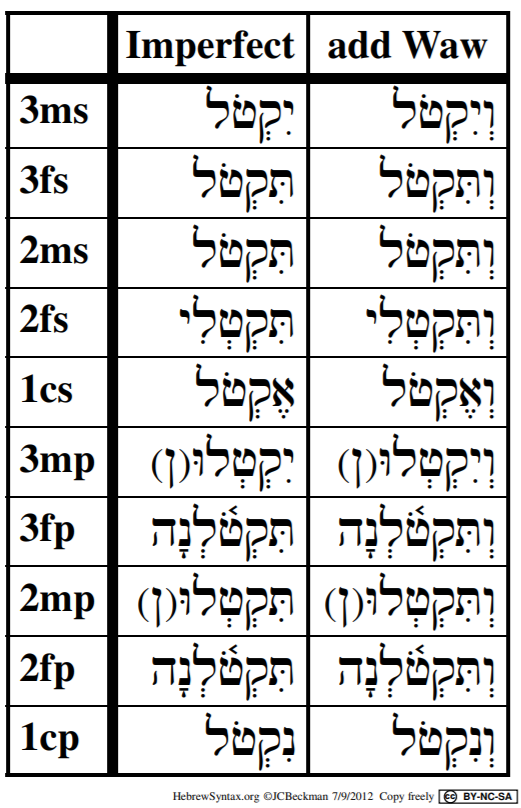 Imperfect add Waw
3ms יִקְטֹל וְיִקְטֹל
3fs תִּקְטֹל וְתִּקְטֹל
2ms תִּקְטֹל וְתִּקְטֹל
2fs תִּקְטְלִי וְתִּקְטְלִי
1cs אֶקְטֹל וְאֶקְטֹל
3mp יִקְטְלוּ(ן) וְיִקְטְלוּ(ן)
3fp תִּקְטֹ֫לְנָה וְתִּקְטֹ֫לְנָה
2mp תִּקְטְלוּ(ן) וְתִּקְטְלוּ(ן)
2fp תִּקְטֹ֫לְנָה וְתִּקְטֹ֫לְנָה
1cp נִקְטֹל וְנִקְטֹל
HebrewSyntax.org ©JCBeckman 7/9/2012 Copy freely cc BY-NC-SA